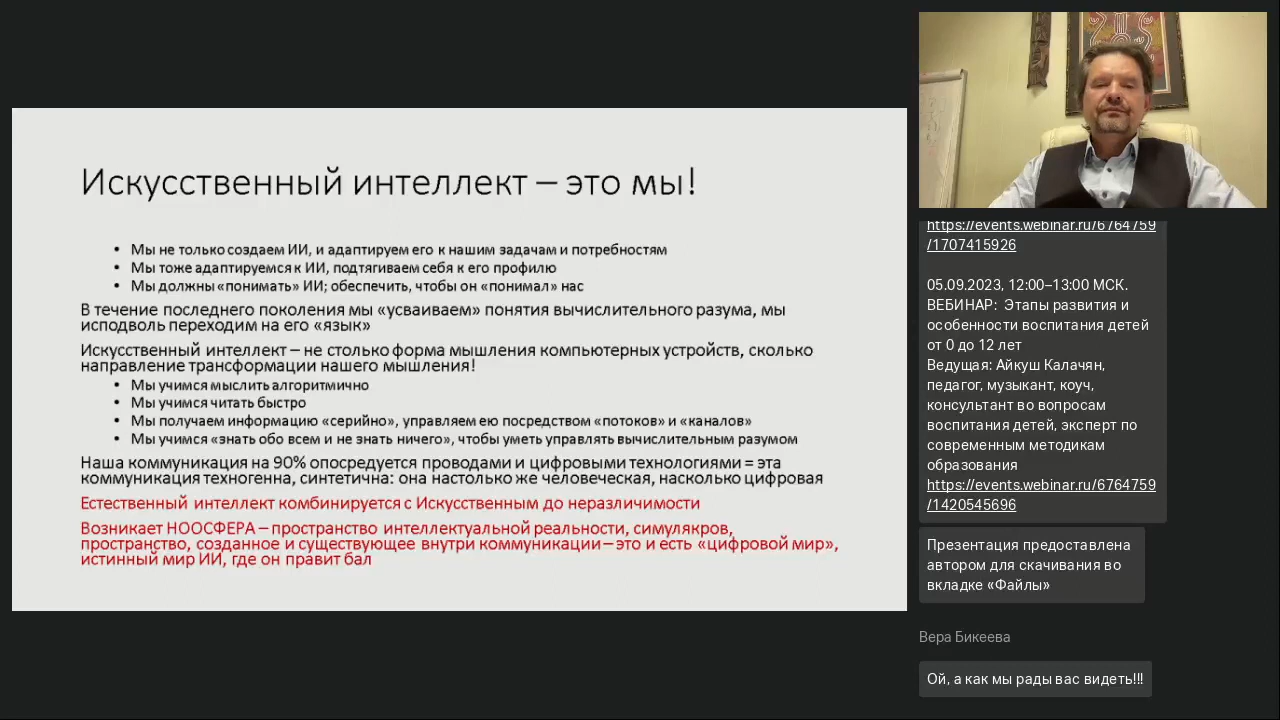 Искусственный интеллект – это мы!
• Мы не только создаем ИИ, и адаптируем его к нашим задачам и потребностям
• Мы тоже адаптируемся к ИИ, подтягиваем себя к его профилю
• Мы должны «понимать» ИИ; обеспечить, чтобы он «понимал» нас
В течение последнего поколения мы «усваиваем» понятия вычислительного разума, мы
исподволь переходим на его «язык»
Искусственный интеллект – не столько форма мышления компьютерных устройств, сколько
направление трансформации нашего мышления!
• Мы учимся мыслить алгоритмично
• Мы учимся читать быстро
• Мы получаем информацию «серийно», управляем ею посредством «потоков» и «каналов»
• Мы учимся «знать обо всем и не знать ничего», чтобы уметь управлять вычислительным разумом
Наша коммуникация на 90% опосредуется проводами и цифровыми технологиями = эта
коммуникация техногенна, синтетична: она настолько же человеческая, насколько цифровая
Естественный интеллект комбинируется с Искусственным до неразличимости
Возникает НООСФЕРА – пространство интеллектуальной реальности, симулякров,
пространство, созданное и существующее внутри коммуникации – это и есть «цифровой мир»,
истинный мир ИИ, где он правит бал
https://events.webinar.ru/6764759
/1707415926
05.09.2023, 12:00–13:00 МСК.
ВЕБИНАР: Этапы развития и
особенности воспитания детей
от 0 до 12 лет
Ведущая: Айкуш Калачян,
педагог, музыкант, коуч,
консультант во вопросам
воспитания детей, эксперт по
современным методикам
образования
https://events.webinar.ru/6764759
/1420545696
Презентация предоставлена
автором для скачивания во
вкладке «Файлы»
Вера Бикеева
Ой, а как мы рады вас видеть!!!